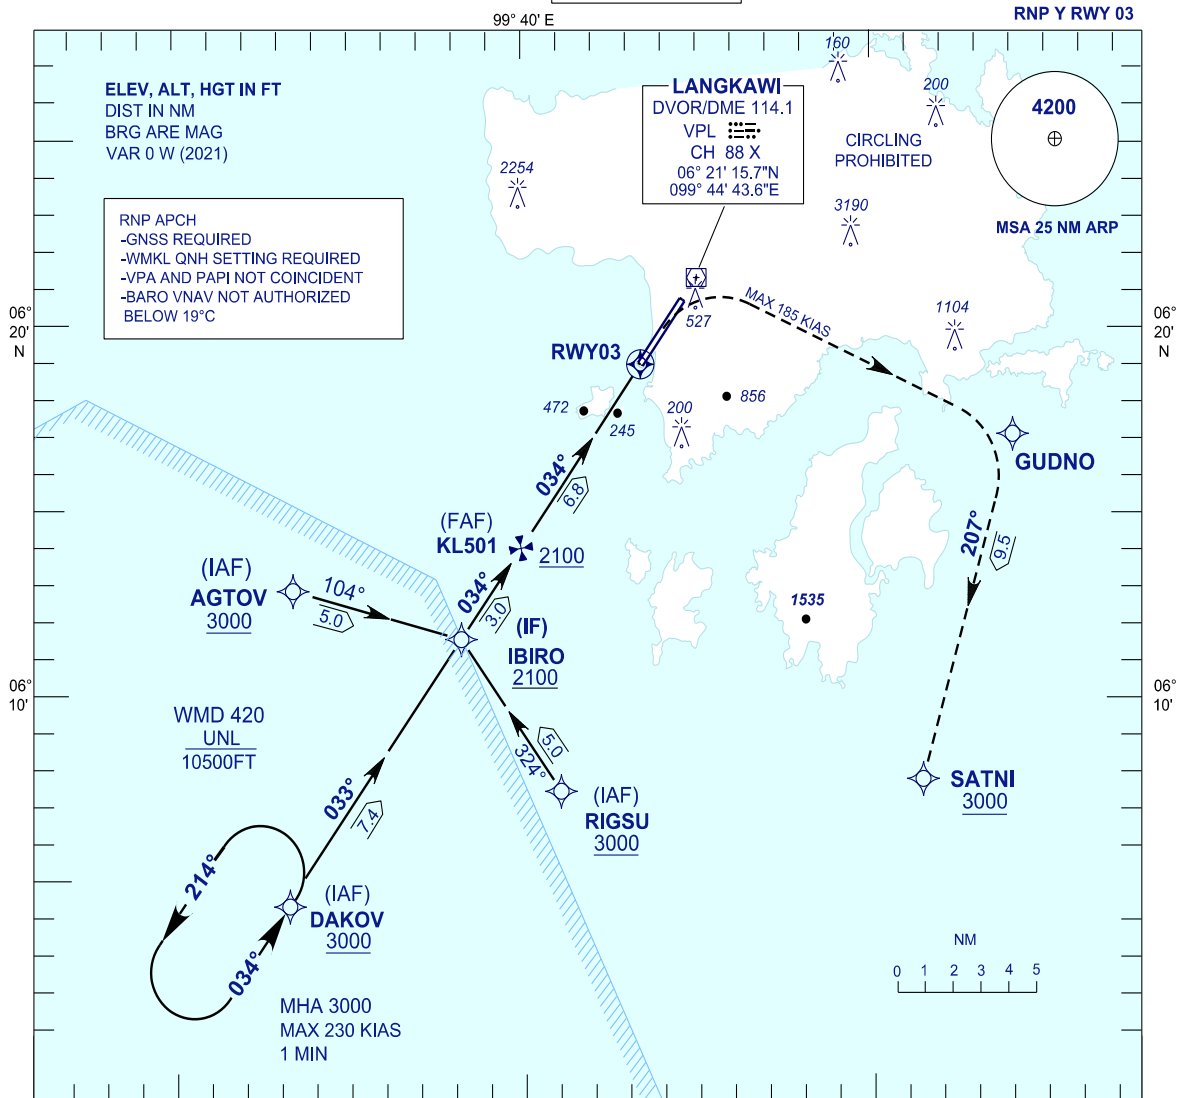 99° 40' E
RNP Y RWY 03
ELEV, ALT, HGT IN FT
DIST IN NM
BRG ARE MAG
VAR 0 W (2021)
RNP APCH
-GNSS REQUIRED
-WMKL QNH SETTING REQUIRED
-VPA AND PAPI NOT COINCIDENT
-BARO VNAV NOT AUTHORIZED
BELOW 19°C
LANGKAWI
DVOR/DME 114.1
VPL
CH 88 X
06° 21' 15.7"N
099° 44' 43.6"E
160
200
CIRCLING
PROHIBITED
4200
MSA 25 NM ARP
2254
3190
1104
527
MAX 185 KIAS
06°
20'
N
06°
20'
N
RWY03
472
245
200
856
GUDNO
034°
6.8
(FAF)
KL501
2100
207°
9.5
(IAF)
AGTOV
3000
104°
5.0
034°
3.0
(IF)
IBIRO
2100
1535
06°
10'
06°
10'
WMD 420
UNL
10500FT
5.0
324°
(IAF)
RIGSU
3000
SATNI
3000
033°
7.4
214°
034°
(IAF)
DAKOV
3000
MHA 3000
MAX 230 KIAS
1 MIN
NM
0 1 2 3 4 5